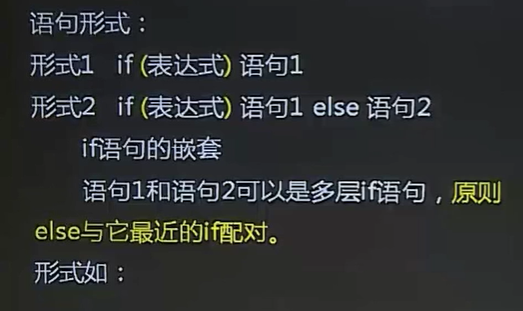 语句形式：
形式1 if (表达式) 语句1
形式2 if (表达式) 语句1 else 语句2
if语句的嵌套
语句1和语句2可以是多层if语句，原则
else与它最近的if配对。
形式如：